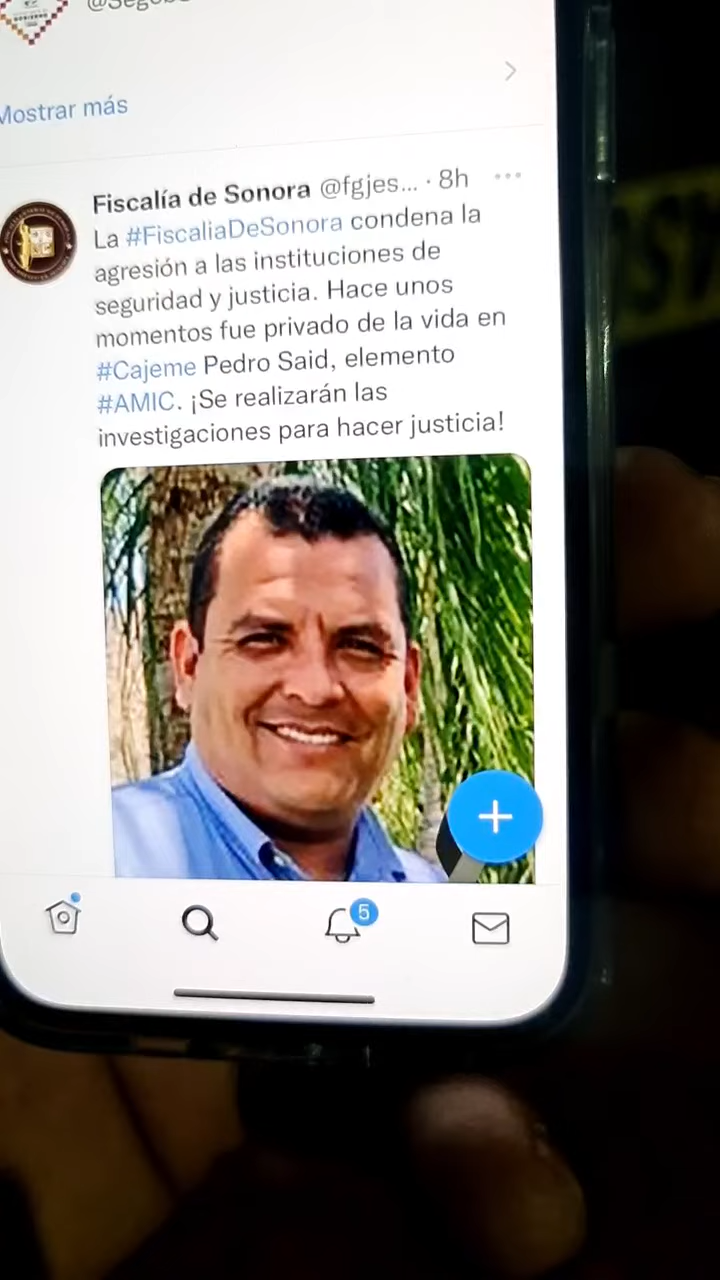 Mostrar más
Fiscalía de Sonora @fgjes... · 8h
La #FiscaliaDeSonora condena la
agresión a las instituciones de
seguridad y justicia. Hace unos
momentos fue privado de la vida en
#Cajeme Pedro Said, elemento
#AMIC. ¡Se realizarán las
investigaciones para hacer justicia!
5